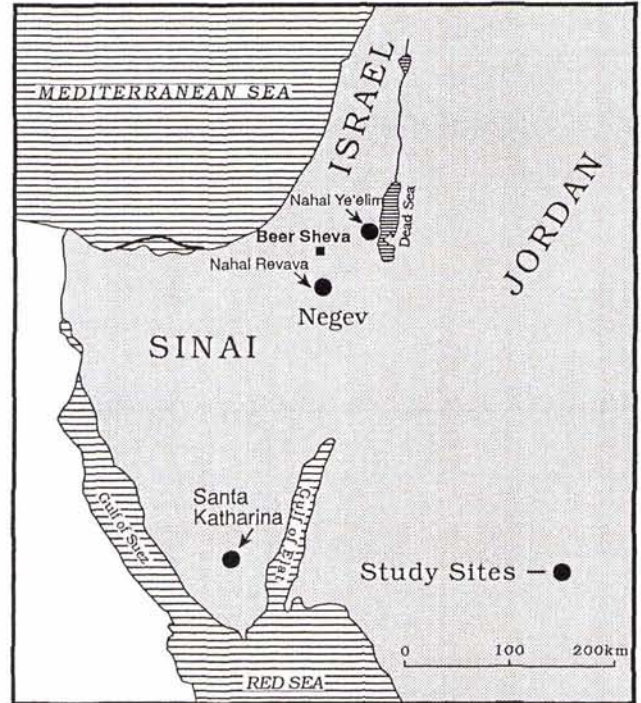 MEDITERRANEAN SEA
ISRAEL
JORDAN
Nahal Ye'elim
Dead Sea
Beer Sheva
Nahal Revava
Negev
SINAI
Santa
Katharina
Gulf of Suez
Gulf of Eilat
Study Sites
0 100 200km
RED SEA